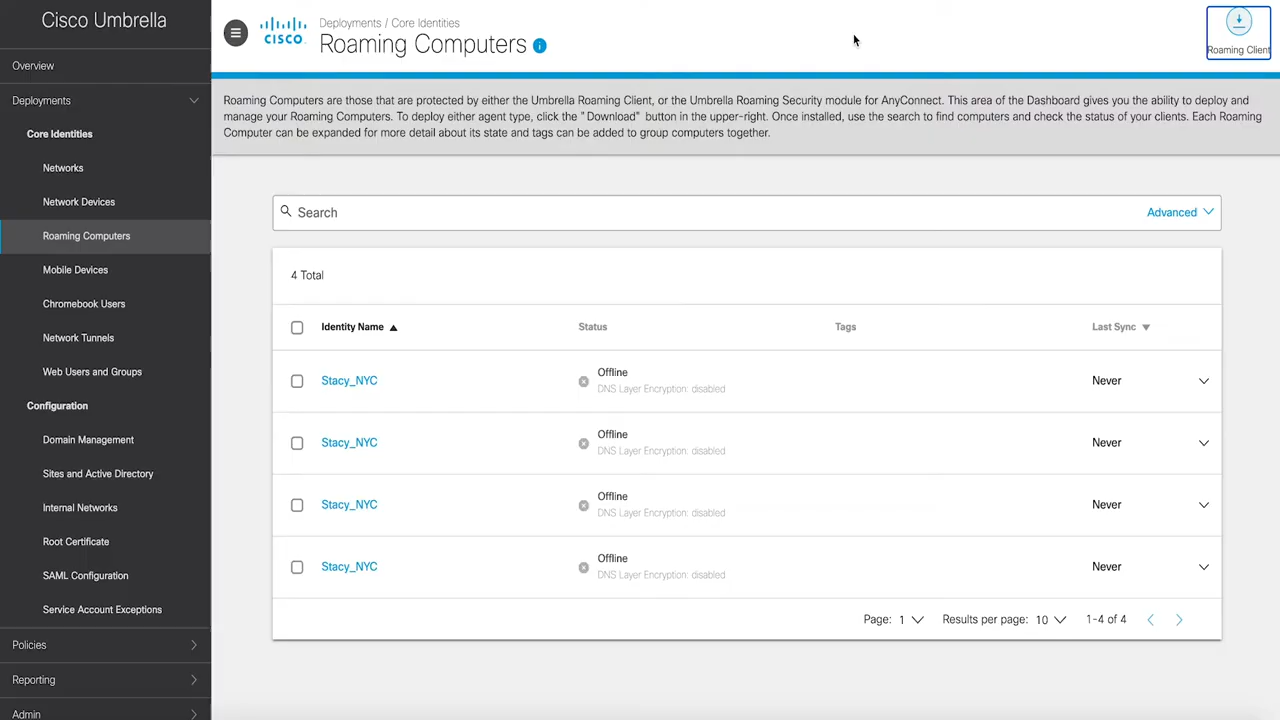 Cisco Umbrella
Overview
Deployments
Core Identities
Networks
Network Devices
Roaming Computers
Mobile Devices
Chromebook Users
Network Tunnels
Web Users and Groups
Configuration
Domain Management
Sites and Active Directory
Internal Networks
Root Certificate
SAML Configuration
Service Account Exceptions
Policies
Reporting
Admin
CISCO
Deployments / Core Identities
Roaming Computers i
Roaming Client
Roaming Computers are those that are protected by either the Umbrella Roaming Client, or the Umbrella Roaming Security module for AnyConnect. This area of the Dashboard gives you the ability to deploy and
manage your Roaming Computers. To deploy either agent type, click the "Download" button in the upper-right. Once installed, use the search to find computers and check the status of your clients. Each Roaming
Computer can be expanded for more detail about its state and tags can be added to group computers together.
Search Advanced
4 Total
Identity Name Status Tags Last Sync
Stacy_NYC Offline Never
DNS Layer Encryption: disabled
Stacy_NYC Offline Never
DNS Layer Encryption: disabled
Stacy_NYC Offline Never
DNS Layer Encryption: disabled
Stacy_NYC Offline Never
DNS Layer Encryption: disabled
Page: 1 Results per page: 10 1-4 of 4